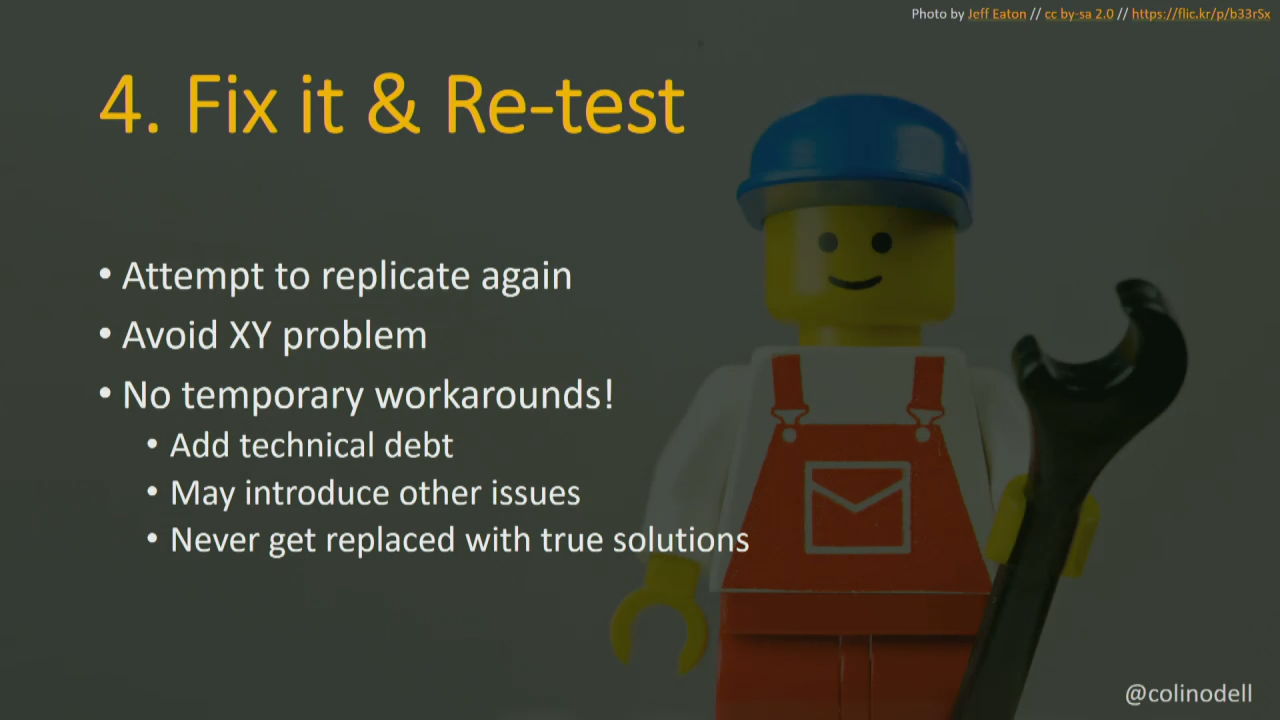 Photo by Jeff Eaton // cc by-sa 2.0 // https://flic.kr/p/b33rSx
4. Fix it & Re-test
• Attempt to replicate again
• Avoid XY problem
• No temporary workarounds!
• Add technical debt
• May introduce other issues
• Never get replaced with true solutions
@colinodell